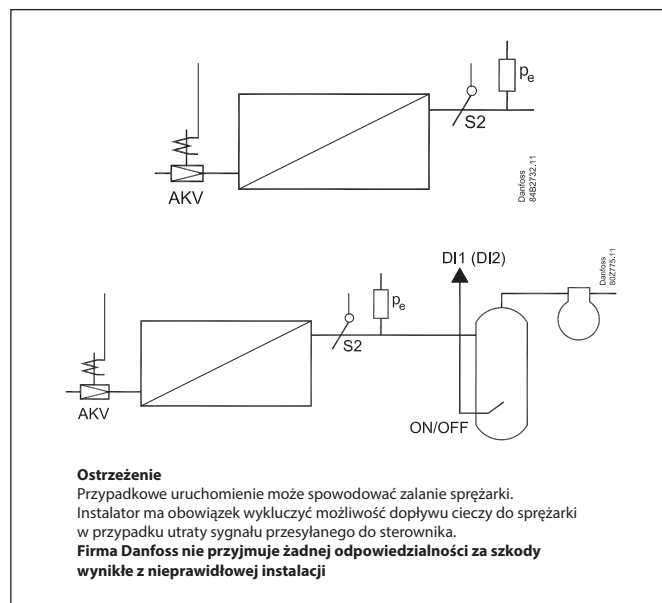 pe
S2
AKV
Danfoss
84B2732.11
DI1 (DI2)
Danfoss
80Z775.11
pe
S2
AKV
ON/OFF
Ostrzeżenie
Przypadkowe uruchomienie może spowodować zalanie sprężarki.
Instalator ma obowiązek wykluczyć możliwość dopływu cieczy do sprężarki
w przypadku utraty sygnału przesyłanego do sterownika.
Firma Danfoss nie przyjmuje żadnej odpowiedzialności za szkody
wynikłe z nieprawidłowej instalacji